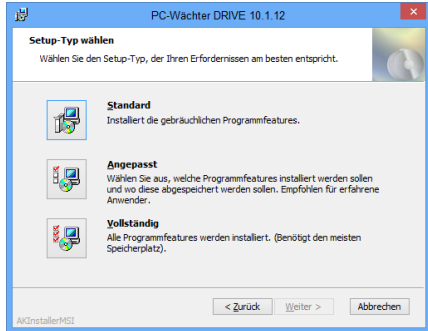 PC-Wächter DRIVE 10.1.12
Setup-Typ wählen
Wählen Sie den Setup-Typ, der Ihren Erfordernissen am besten entspricht.
Standard
Installiert die gebräuchlichen Programmfeatures.
Angepasst
Wählen Sie aus, welche Programmfeatures installiert werden sollen
und wo diese abgespeichert werden sollen. Empfohlen für erfahrene
Anwender.
Vollständig
Alle Programmfeatures werden installiert. (Benötigt den meisten
Speicherplatz).
AKInstallerMSI
< Zurück Weiter > Abbrechen